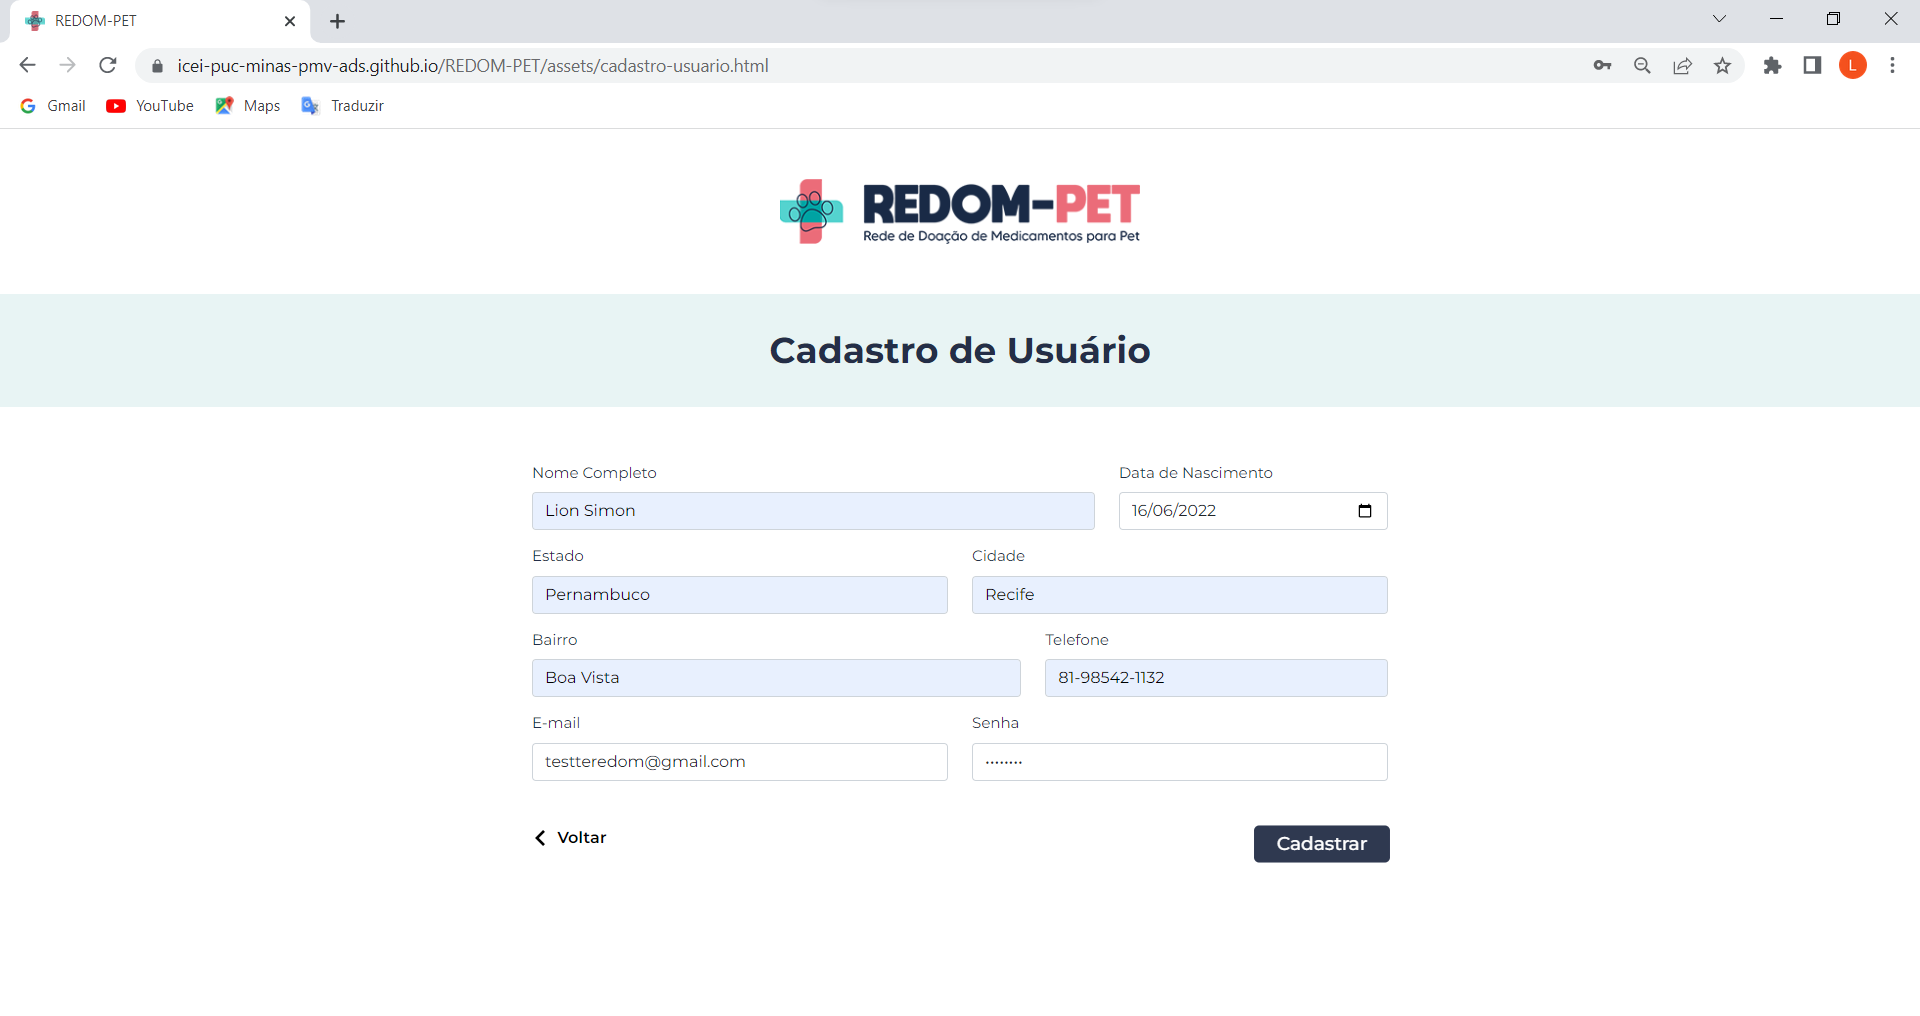 REDOM-PET
icei-puc-minas-pmv-ads.github.io/REDOM-PET/assets/cadastro-usuario.html
L
Gmail YouTube Maps Traduzir
REDOM-PET
Rede de Doação de Medicamentos para Pet
Cadastro de Usuário
Nome Completo Data de Nascimento
Lion Simon 16/06/2022
Estado Cidade
Pernambuco Recife
Bairro Telefone
Boa Vista 81-98542-1132
E-mail Senha
testteredom@gmail.com ········
Voltar Cadastrar